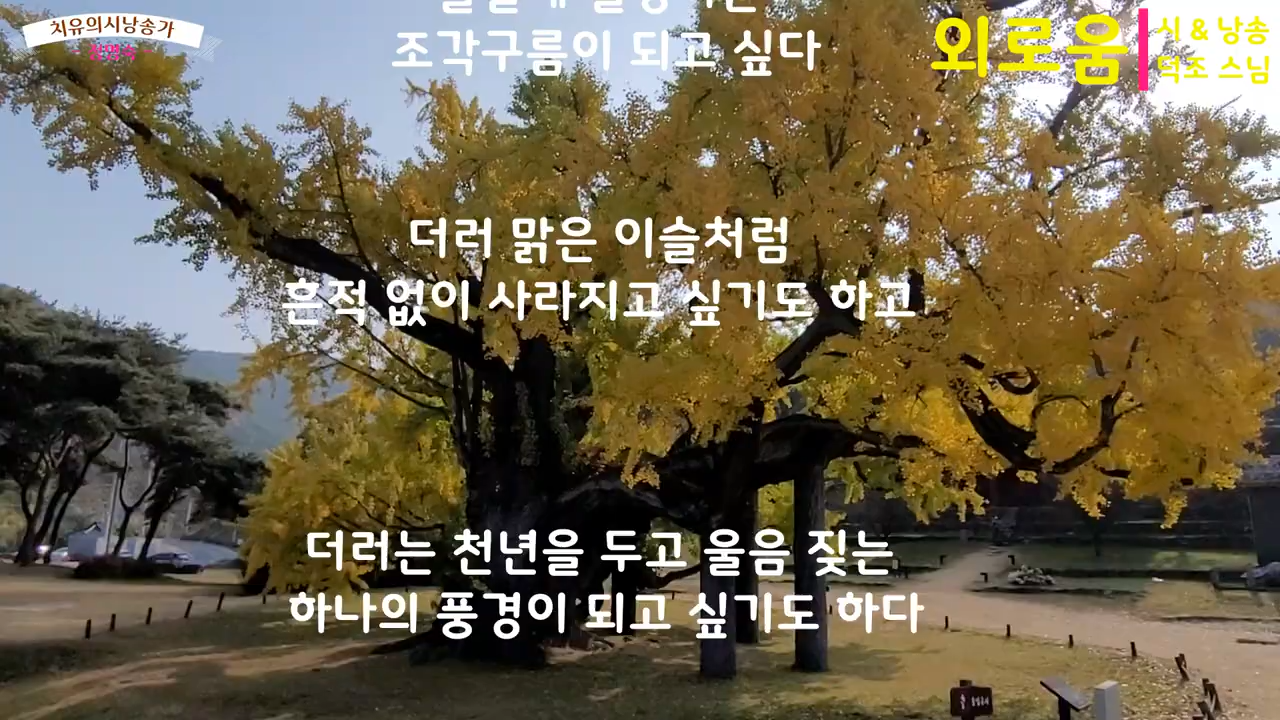 치유의시낭송가
외로움
시 & 낭송
덕조 스님
조각구름이 되고 싶다
더러 맑은 이슬처럼
흔적 없이 사라지고 싶기도 하고
더러는 천년을 두고 울음 짖는
하나의 풍경이 되고 싶기도 하다